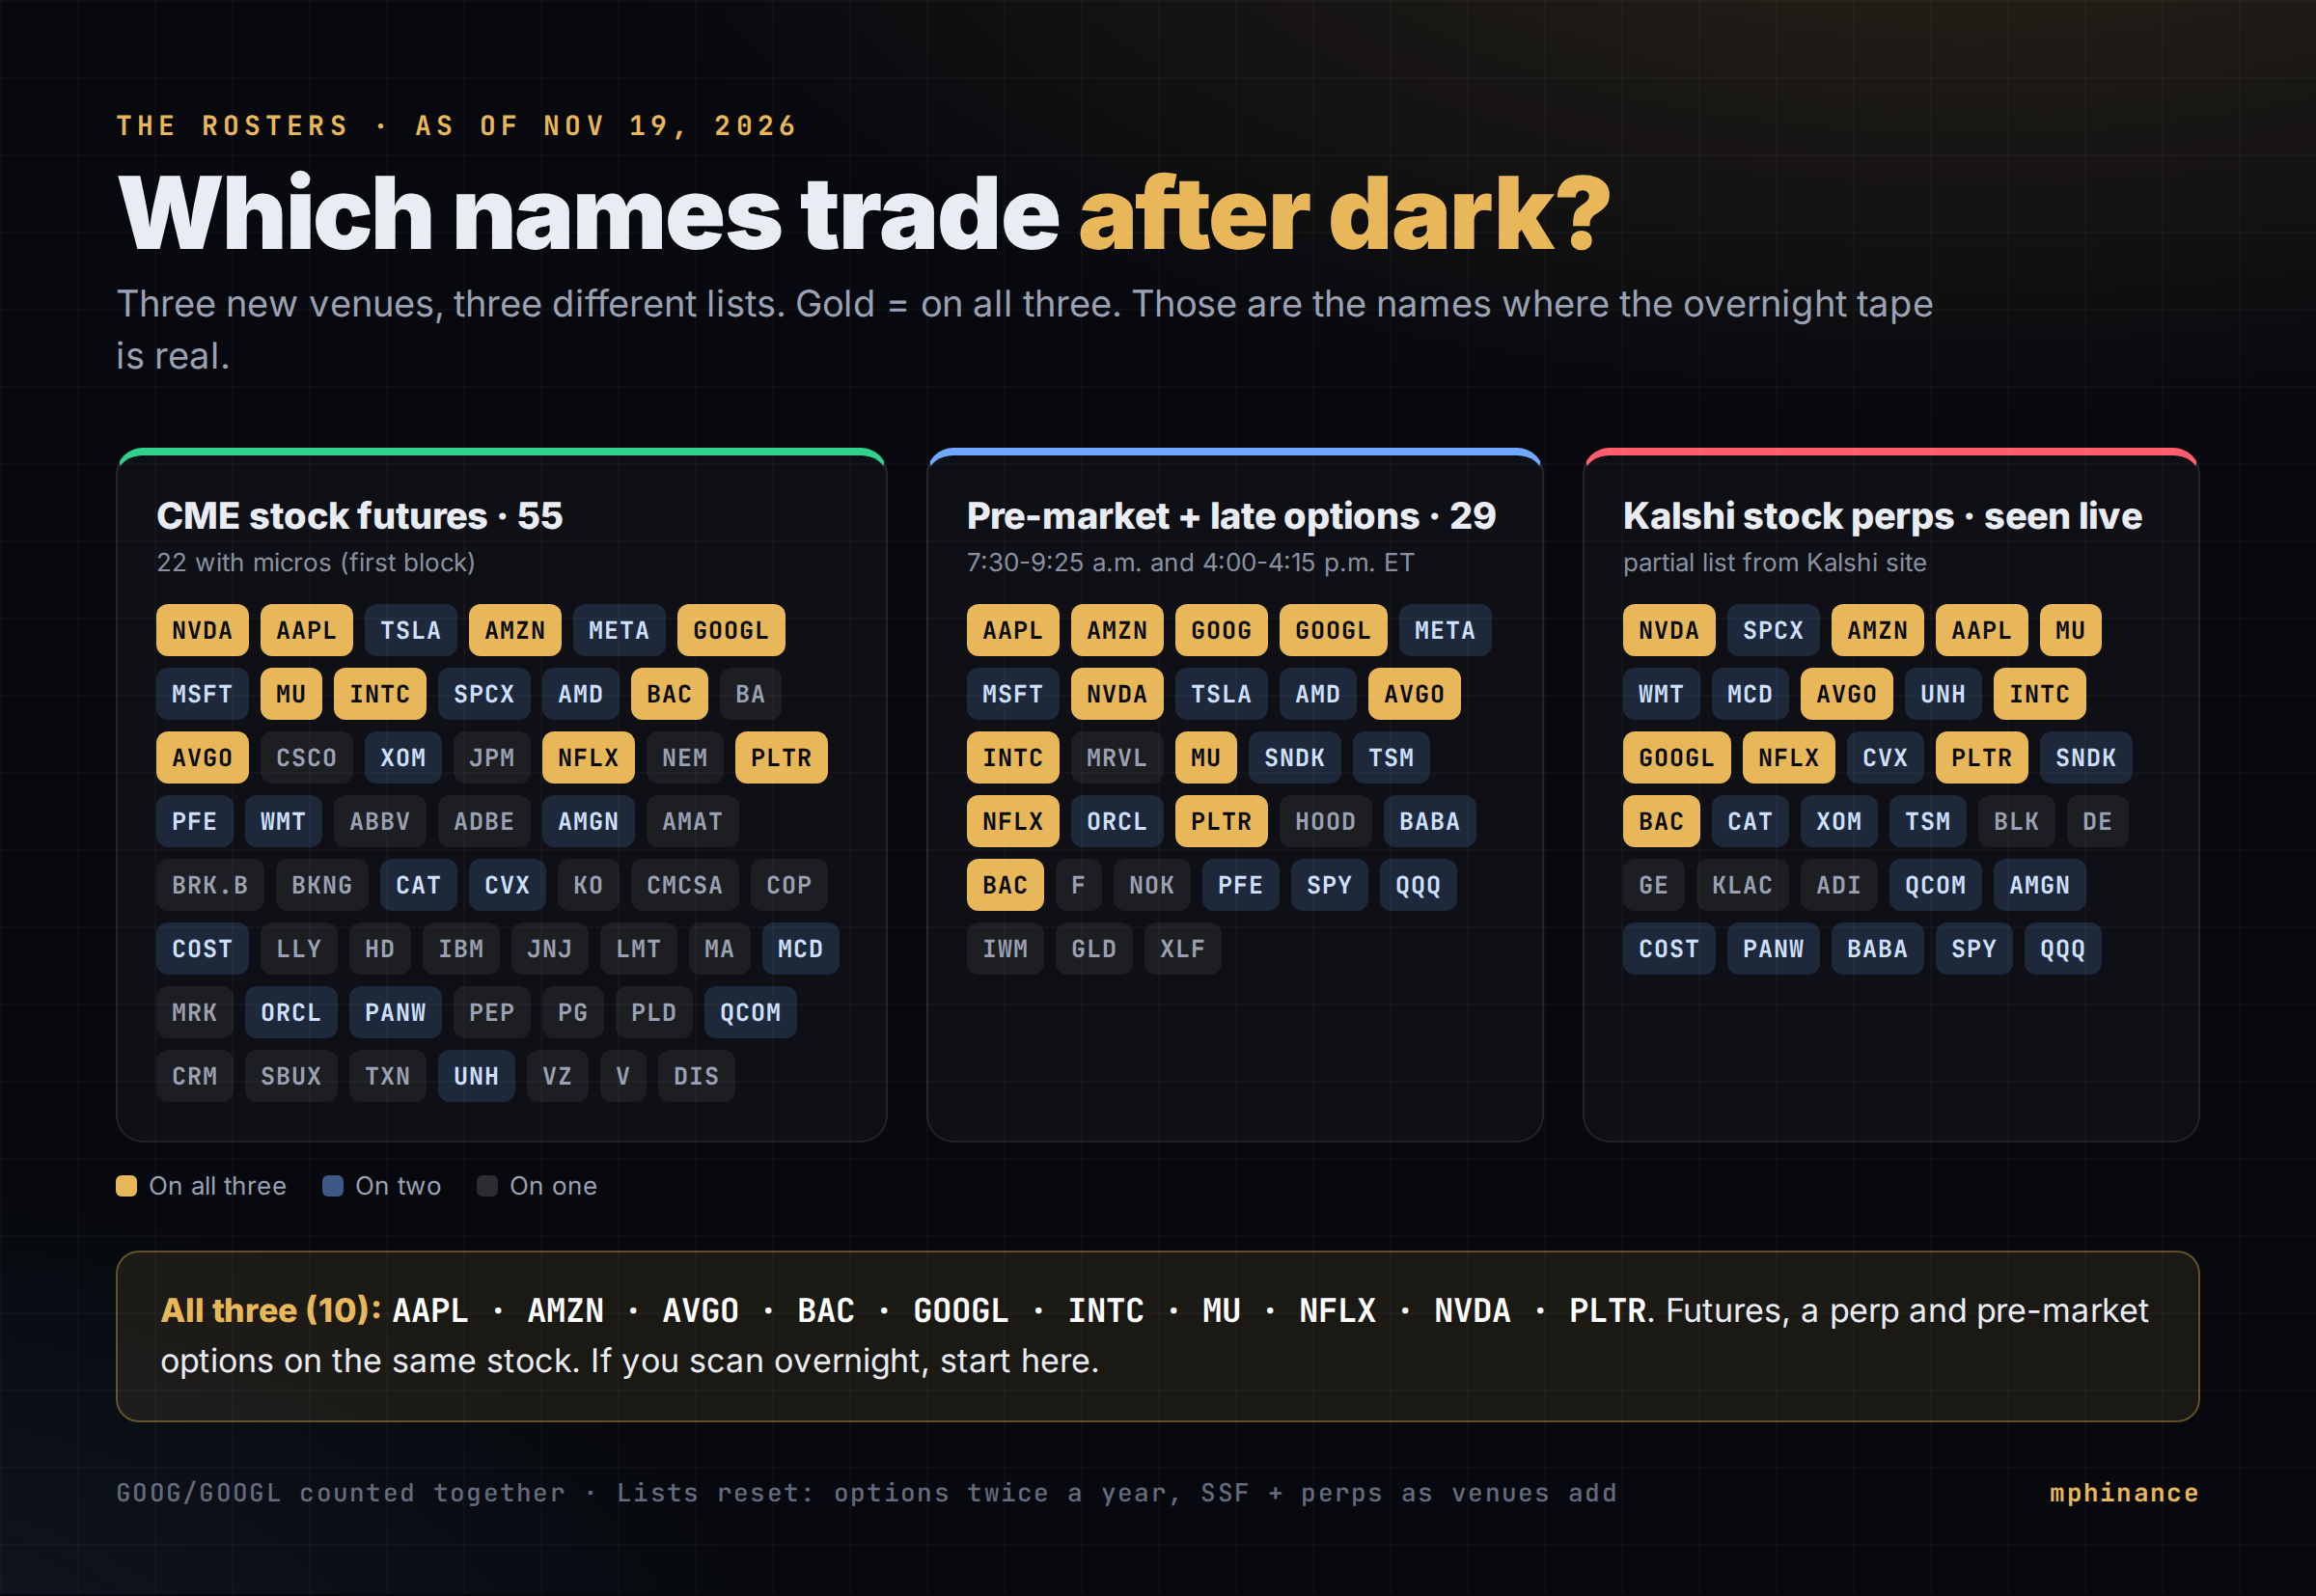 THE ROSTERS · AS OF NOV 19, 2026
Which names trade after dark?
Three new venues, three different lists. Gold = on all three. Those are the names where the overnight tape
is real.
CME stock futures · 55
22 with micros (first block)
NVDA AAPL TSLA AMZN META GOOGL
MSFT MU INTC SPCX AMD BAC BA
AVGO CSCO XOM JPM NFLX NEM PLTR
PFE WMT ABBV ADBE AMGN AMAT
BRK.B BKNG CAT CVX KO CMCSA COP
COST LLY HD IBM JNJ LMT MA MCD
MRK ORCL PANW PEP PG PLD QCOM
CRM SBUX TXN UNH VZ V DIS
Pre-market + late options · 29
7:30-9:25 a.m. and 4:00-4:15 p.m. ET
AAPL AMZN GOOG GOOGL META
MSFT NVDA TSLA AMD AVGO
INTC MRVL MU SNDK TSM
NFLX ORCL PLTR HOOD BABA
BAC F NOK PFE SPY QQQ
IWM GLD XLF
Kalshi stock perps · seen live
partial list from Kalshi site
NVDA SPCX AMZN AAPL MU
WMT MCD AVGO UNH INTC
GOOGL NFLX CVX PLTR SNDK
BAC CAT XOM TSM BLK DE
GE KLAC ADI QCOM AMGN
COST PANW BABA SPY QQQ
On all three On two On one
All three (10): AAPL · AMZN · AVGO · BAC · GOOGL · INTC · MU · NFLX · NVDA · PLTR. Futures, a perp and pre-market
options on the same stock. If you scan overnight, start here.
GOOG/GOOGL counted together · Lists reset: options twice a year, SSF + perps as venues add
mphinance